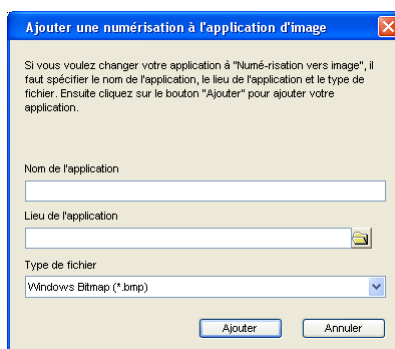 Ajouter une numérisation à l'application d'image
Si vous voulez changer votre application à "Numé-risation vers image", il
faut spécifier le nom de l'application, le lieu de l'application et le type de
fichier. Ensuite cliquez sur le bouton "Ajouter" pour ajouter votre
application.
Nom de l'application
Lieu de l'application
Type de fichier
Windows Bitmap (*.bmp)
Ajouter
Annuler